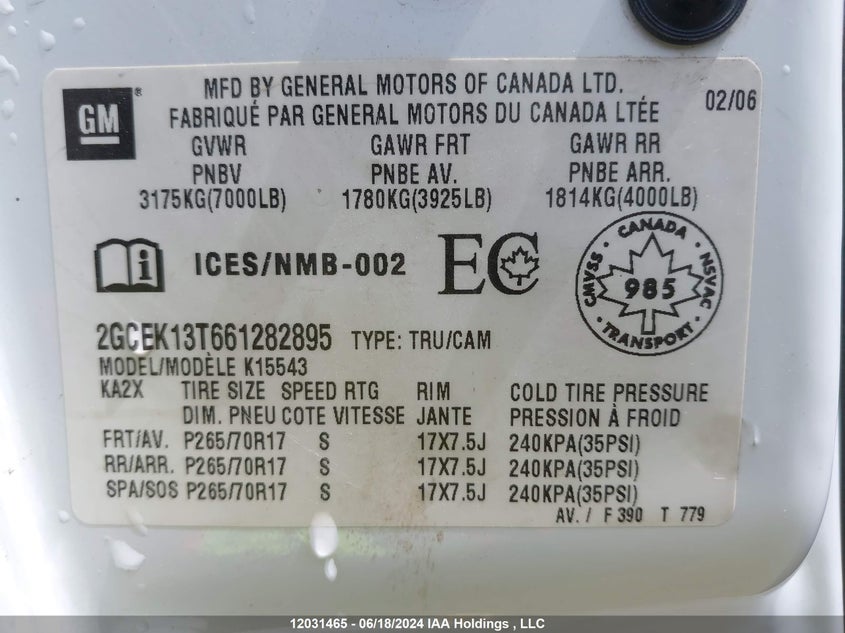 MFD BY GENERAL MOTORS OF CANADA LTD.
GM ® FABRIQUÉ PAR GENERAL MOTORS DU CANADA LTÉE 02/06
GVWR GAWR FRT GAWR RR
PNBV PNBE AV. PNBE ARR.
3175KG(7000LB) 1780KG(3925LB) 1814KG(4000LB)
i ICES/NMB-002 EC
CANADA
CMVSS 985 NSVAC
TRANSPORT
2GCEK13T661282895 TYPE: TRU/CAM
MODEL/MODÈLE K15543
KA2X TIRE SIZE SPEED RTG RIM COLD TIRE PRESSURE
DIM. PNEU COTE VITESSE JANTE PRESSION À FROID
FRT/AV. P265/70R17 S 17X7.5J 240KPA(35PSI)
RR/ARR. P265/70R17 S 17X7.5J 240KPA(35PSI)
SPA/SOS P265/70R17 S 17X7.5J 240KPA(35PSI)
AV. / F 390 T 779
12031465 - 06/18/2024 IAA Holdings , LLC